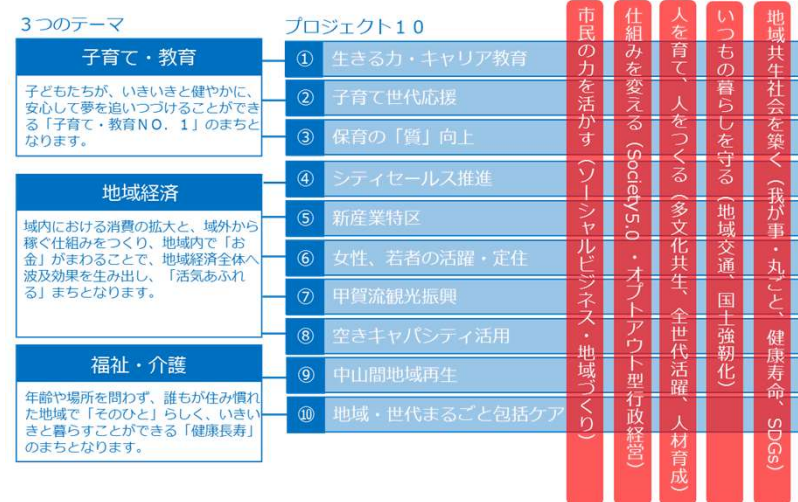 ３つのテーマ
子育て・教育
子どもたちが、いきいきと健やかに、
安心して夢を追いつづけることができ
る「子育て・教育ＮＯ．１」のまちと
なります。
地域経済
域内における消費の拡大と、域外から
稼ぐ仕組みをつくり、地域内で「お
金」がまわることで、地域経済全体へ
波及効果を生み出し、「活気あふれ
る」まちとなります。
福祉・介護
年齢や場所を問わず、誰もが住み慣れ
た地域で「そのひと」らしく、いきい
きと暮らすことができる「健康長寿」
のまちとなります。
プロジェクト１０
① 生きる力・キャリア教育
② 子育て世代応援
③ 保育の「質」向上
④ シティセールス推進
⑤ 新産業特区
⑥ 女性、若者の活躍・定住
⑦ 甲賀流観光振興
⑧ 空きキャパシティ活用
⑨ 中山間地域再生
⑩ 地域・世代まるごと包括ケア
地域共生社会を築く（我が事・丸ごと、健康寿命、SDGs）
いつもの暮らしを守る（地域交通、国土強靭化）
人を育て、人をつくる（多文化共生、全世代活躍、人材育成）
仕組みを変える（Society5.0・オプトアウト型行政経営）
市民の力を活かす（ソーシャルビジネス・地域づくり）